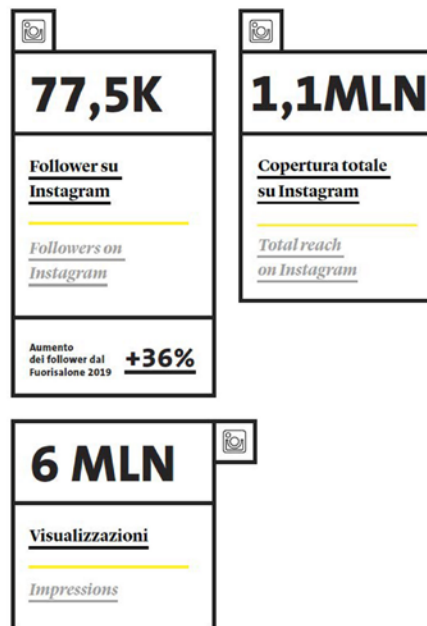 77,5K
Follower su
Instagram
Followers on
Instagram
Aumento
dei follower dal
Fuorisalone 2019
+36%
1,1MLN
Copertura totale
su Instagram
Total reach
on Instagram
6 MLN
Visualizzazioni
Impressions